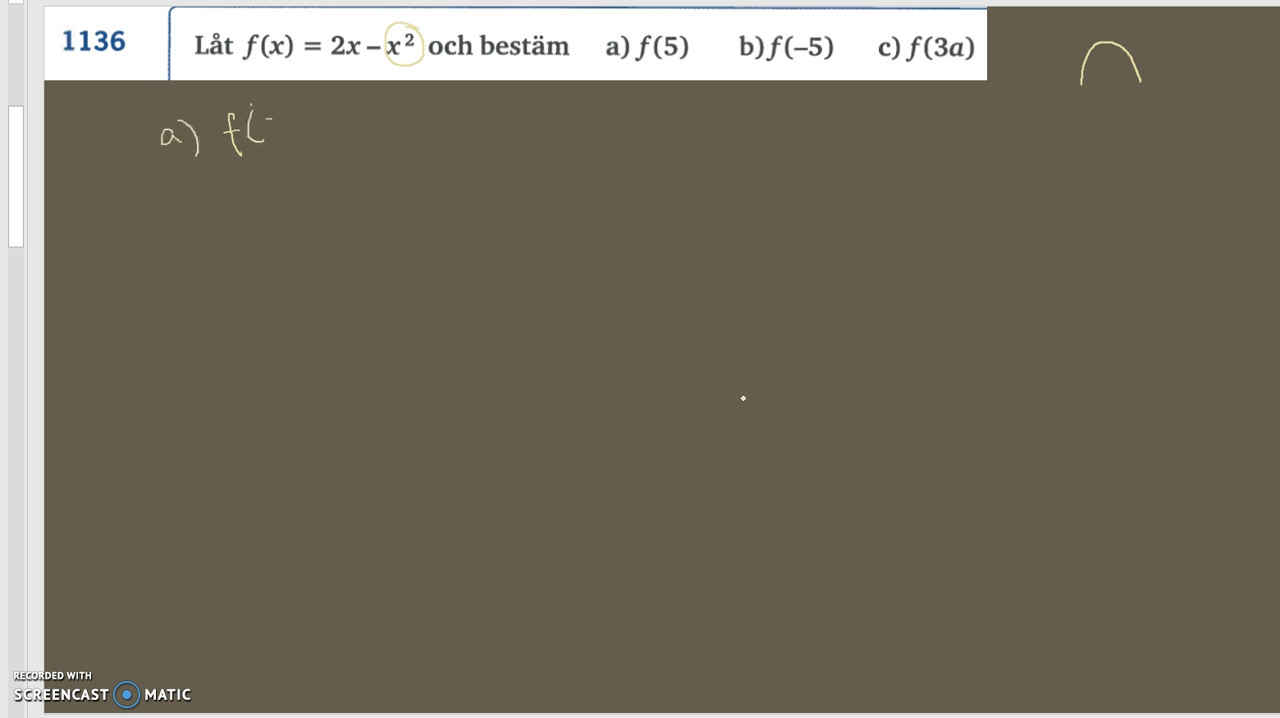 1136 Låt f(x) = 2x – x² och bestäm a) f(5) b) f(–5) c) f(3a)
a) f(
RECORDED WITH
SCREENCAST MATIC